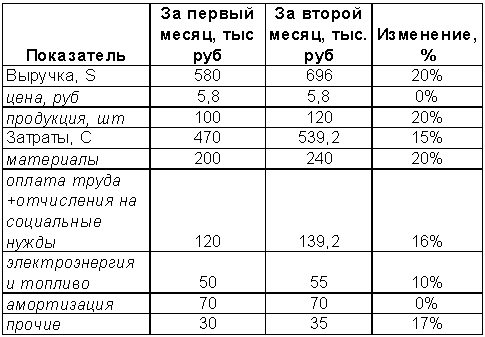 Показатель За первый месяц, тыс руб За второй месяц, тыс. руб Изменение, %
Выручка, S 580 696 20%
цена, руб 5,8 5,8 0%
продукция, шт 100 120 20%
Затраты, С 470 539,2 15%
материалы 200 240 20%
оплата труда
+отчисления на
социальные
нужды 120 139,2 16%
электроэнергия
и топливо 50 55 10%
амортизация 70 70 0%
прочие 30 35 17%